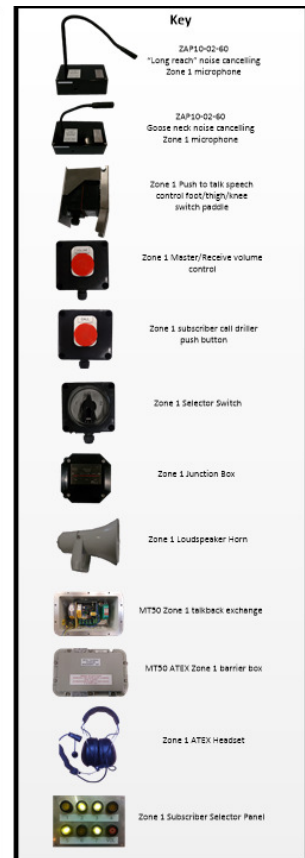 Key
ZAP10-02-60
"Long reach" noise cancelling
Zone 1 microphone
ZAP10-02-60
Goose neck noise cancelling
Zone 1 microphone
Zone 1 Push to talk speech
control foot/thigh/knee
switch paddle
Zone 1 Master/Receive volume
control
Zone 1 subscriber call driller
push button
Zone 1 Selector Switch
Zone 1 Junction Box
Zone 1 Loudspeaker Horn
MT50 Zone 1 talkback exchange
MT50 ATEX Zone 1 barrier box
Zone 1 ATEX Headset
Zone 1 Subscriber Selector Panel